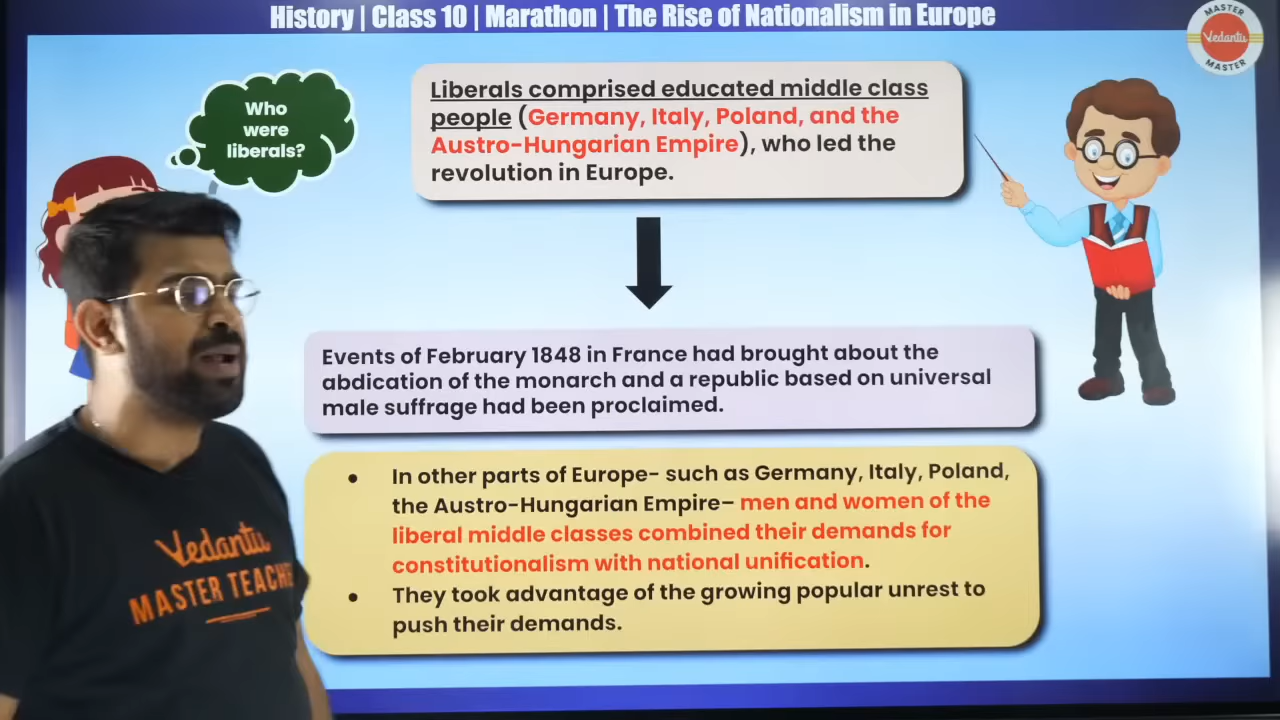 History | Class 10 | Marathon | The Rise of Nationalism in Europe
MASTER
Vedantu
MASTER
Who
were
liberals?
Liberals comprised educated middle class
people (Germany, Italy, Poland, and the
Austro-Hungarian Empire), who led the
revolution in Europe.
Events of February 1848 in France had brought about the
abdication of the monarch and a republic based on universal
male suffrage had been proclaimed.
• In other parts of Europe- such as Germany, Italy, Poland,
the Austro-Hungarian Empire– men and women of the
liberal middle classes combined their demands for
constitutionalism with national unification.
• They took advantage of the growing popular unrest to
push their demands.
Vedantu
MASTER TEACHE